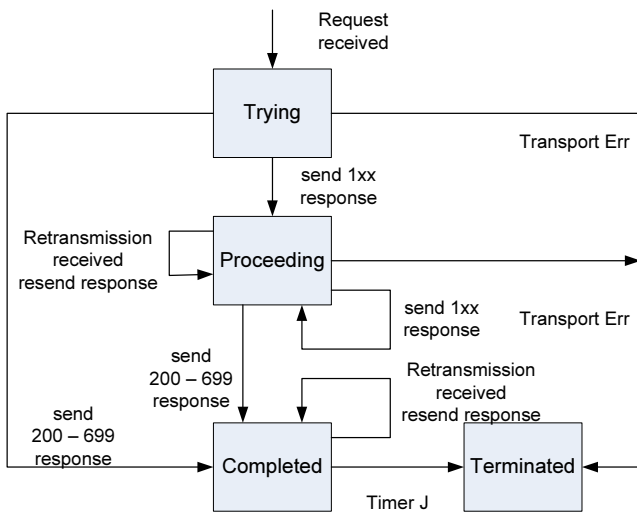 Request
received
Trying
Transport Err
send 1xx
response
Retransmission
received
resend response
Proceeding
send 1xx
response
Transport Err
send
200 – 699
response
Retransmission
received
resend response
send
200 – 699
response
Completed
Terminated
Timer J